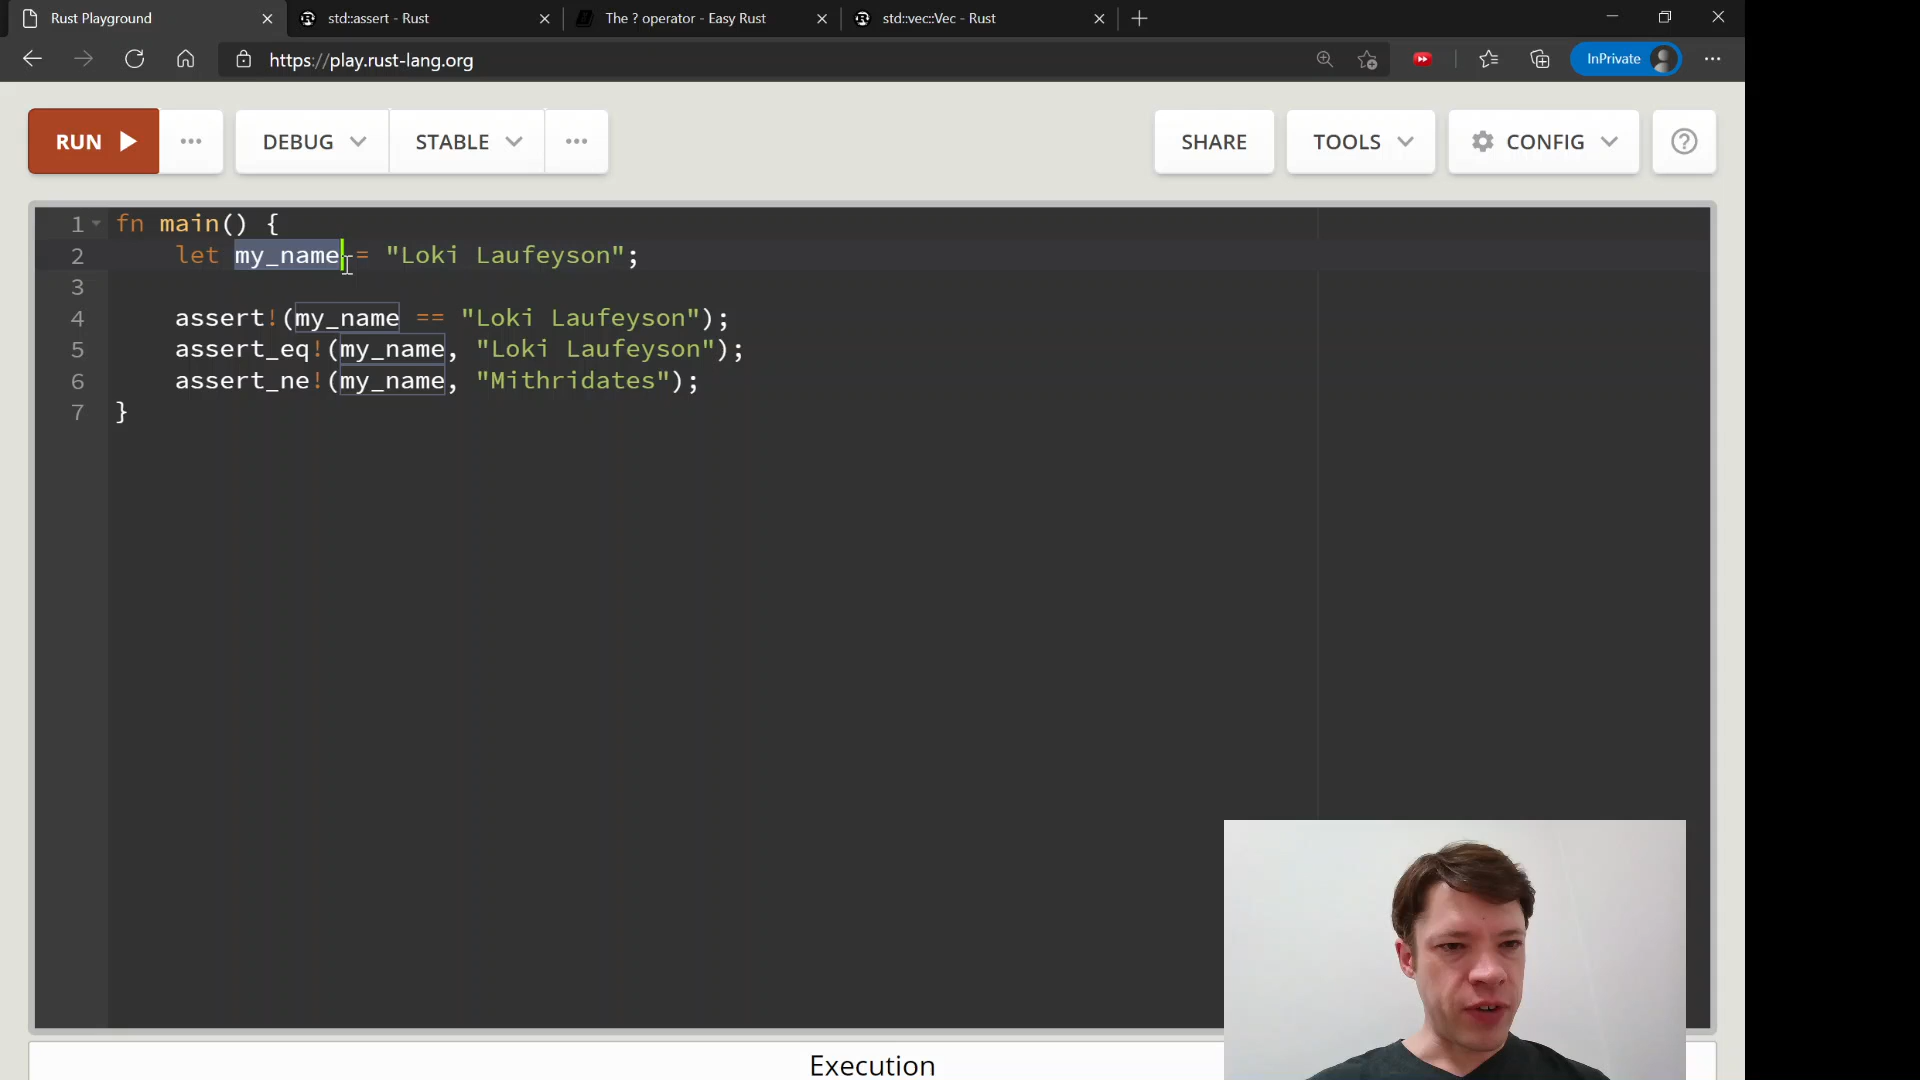 Rust Playground
std::assert - Rust
The ? operator - Easy Rust
std::vec::Vec - Rust
https://play.rust-lang.org
InPrivate
RUN
DEBUG
STABLE
SHARE
TOOLS
CONFIG
1 fn main() {
2 let my_name = "Loki Laufeyson";
3
4 assert!(my_name == "Loki Laufeyson");
5 assert_eq!(my_name, "Loki Laufeyson");
6 assert_ne!(my_name, "Mithridates");
7 }
Execution